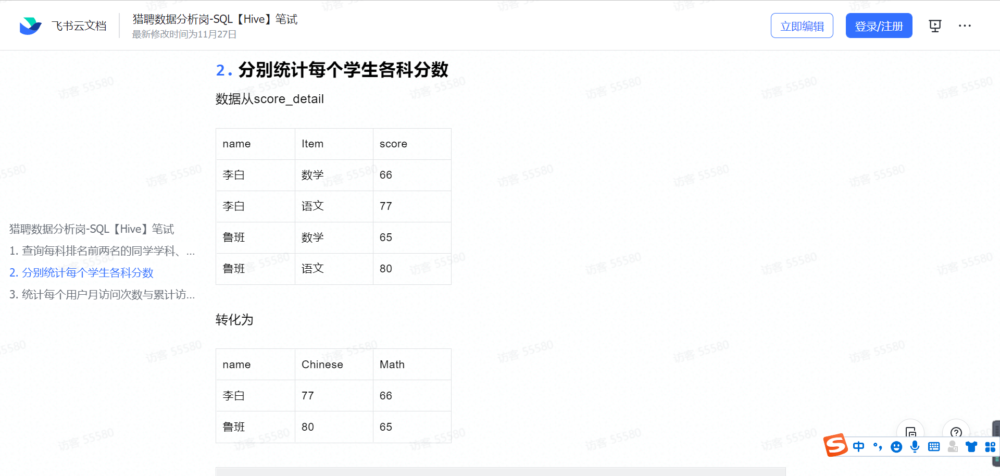 飞书云文档
猎聘数据分析岗-SQL【Hive】笔试
最新修改时间为11月27日
立即编辑
登录/注册
猎聘数据分析岗-SQL【Hive】笔试
1. 查询每科排名前两名的同学学科、...
2. 分别统计每个学生各科分数
3. 统计每个用户月访问次数与累计访...
2. 分别统计每个学生各科分数
数据从score_detail
name Item score
李白 数学 66
李白 语文 77
鲁班 数学 65
鲁班 语文 80
转化为
name Chinese Math
李白 77 66
鲁班 80 65
访客 55580
中